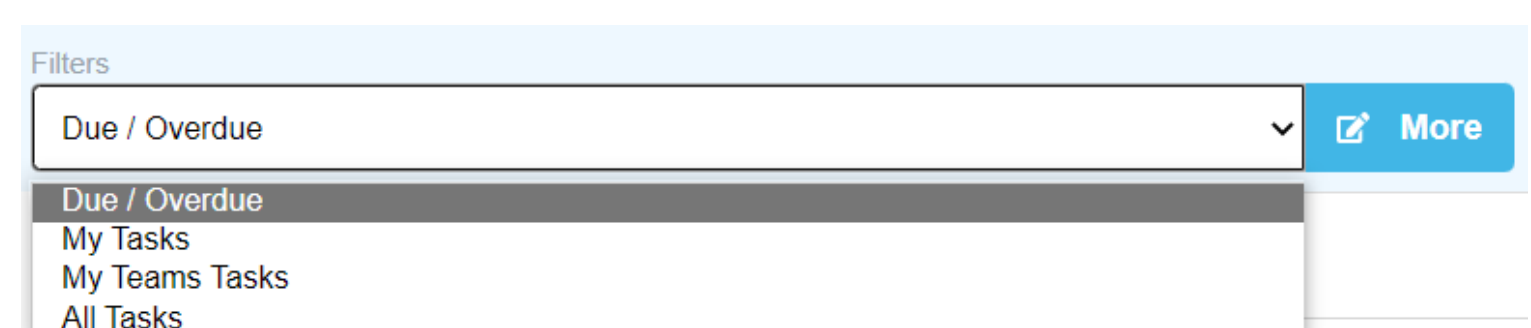 Filters
Due / Overdue
More
Due / Overdue
My Tasks
My Teams Tasks
All Tasks